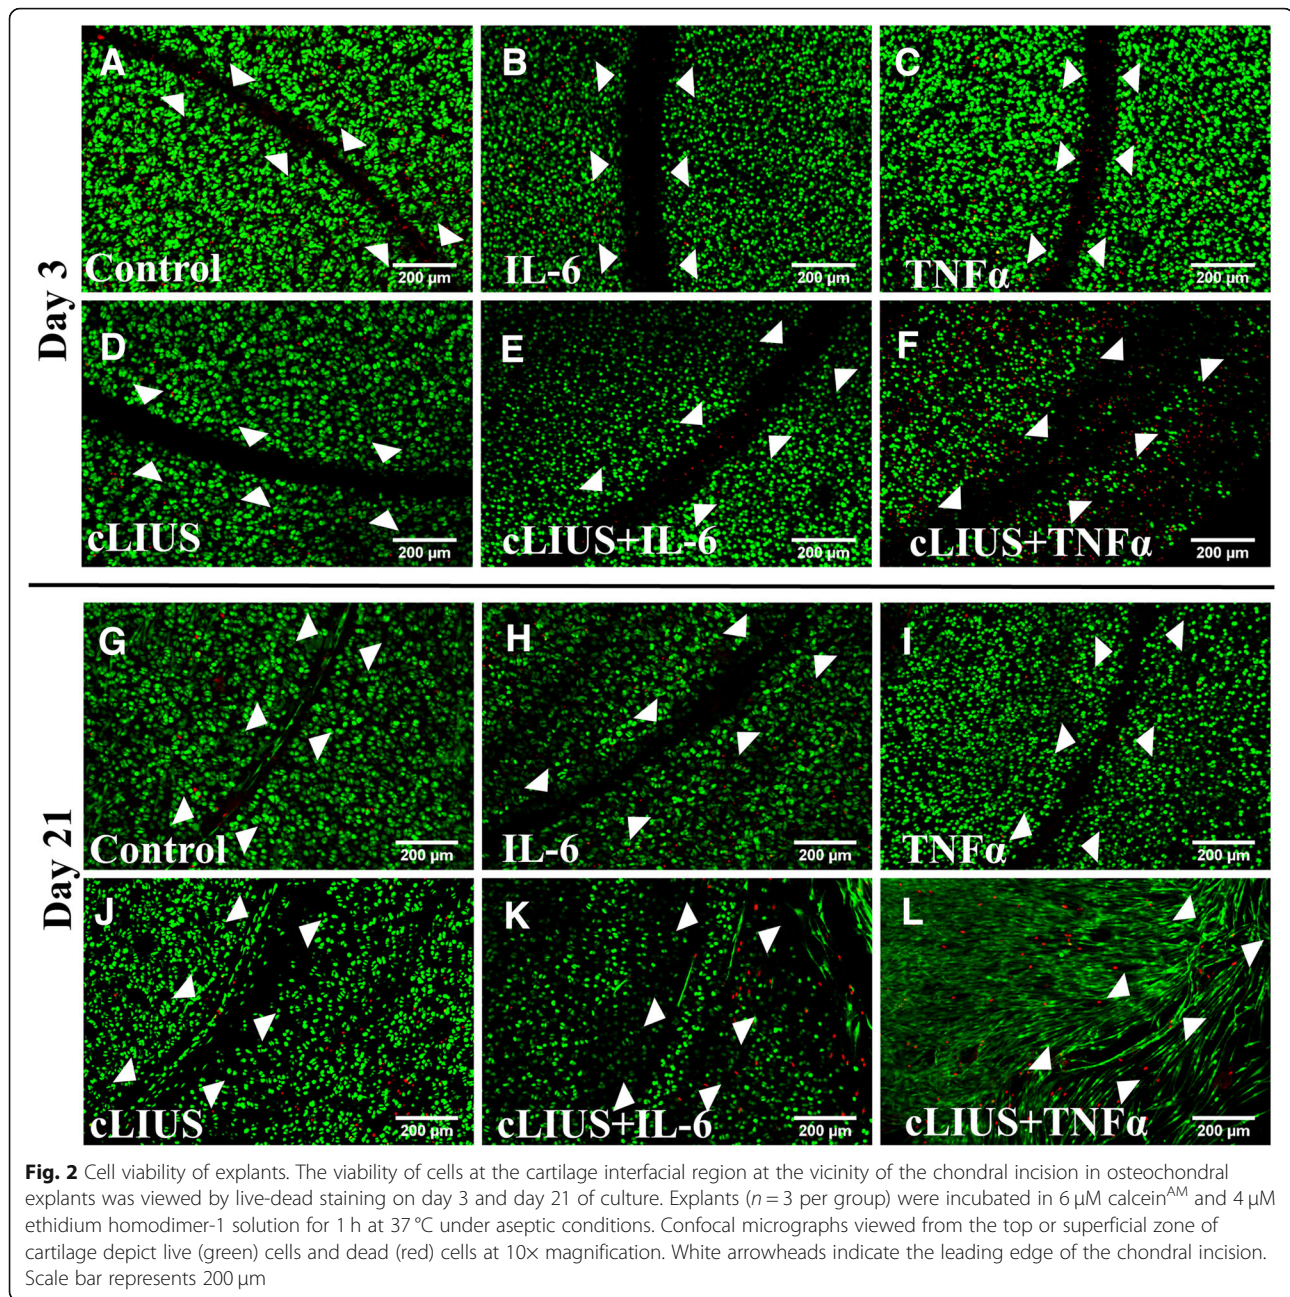 Day 3
A
Control
200 µm
B
IL-6
200 µm
C
TNFα
200 µm
D
cLIUS
200 µm
E
cLIUS+IL-6
200 µm
F
cLIUS+TNFα
200 µm
Day 21
G
Control
200 µm
H
IL-6
200 µm
I
TNFα
200 µm
J
cLIUS
200 µm
K
cLIUS+IL-6
200 µm
L
cLIUS+TNFα
200 µm
Fig. 2 Cell viability of explants. The viability of cells at the cartilage interfacial region at the vicinity of the chondral incision in osteochondral
explants was viewed by live-dead staining on day 3 and day 21 of culture. Explants (n = 3 per group) were incubated in 6 µM calceinAM and 4 µM
ethidium homodimer-1 solution for 1 h at 37 °C under aseptic conditions. Confocal micrographs viewed from the top or superficial zone of
cartilage depict live (green) cells and dead (red) cells at 10× magnification. White arrowheads indicate the leading edge of the chondral incision.
Scale bar represents 200 µm